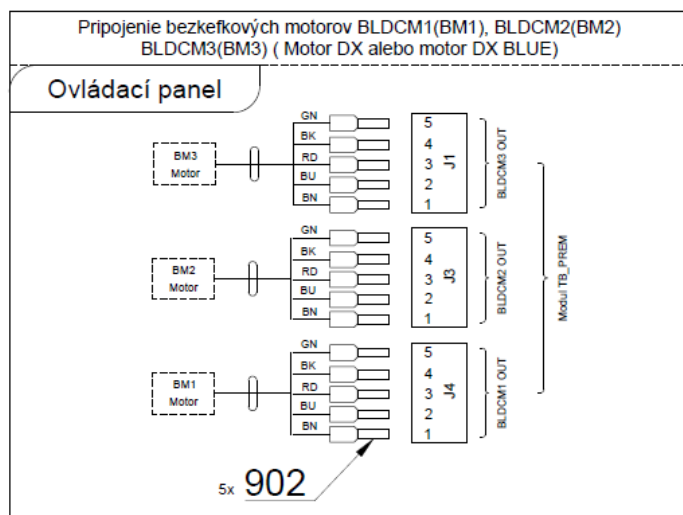 Pripojenie bezkefkových motorov BLDCM1(BM1), BLDCM2(BM2)
BLDCM3(BM3) ( Motor DX alebo motor DX BLUE)
Ovládací panel
BM3
Motor
GN
BK
RD
BU
BN
5
4
3
2
1
J1
BLDCM3 OUT
BM2
Motor
GN
BK
RD
BU
BN
5
4
3
2
1
J3
BLDCM2 OUT
Modul TB_PREM
BM1
Motor
GN
BK
RD
BU
BN
5
4
3
2
1
J4
BLDCM1 OUT
5x 902